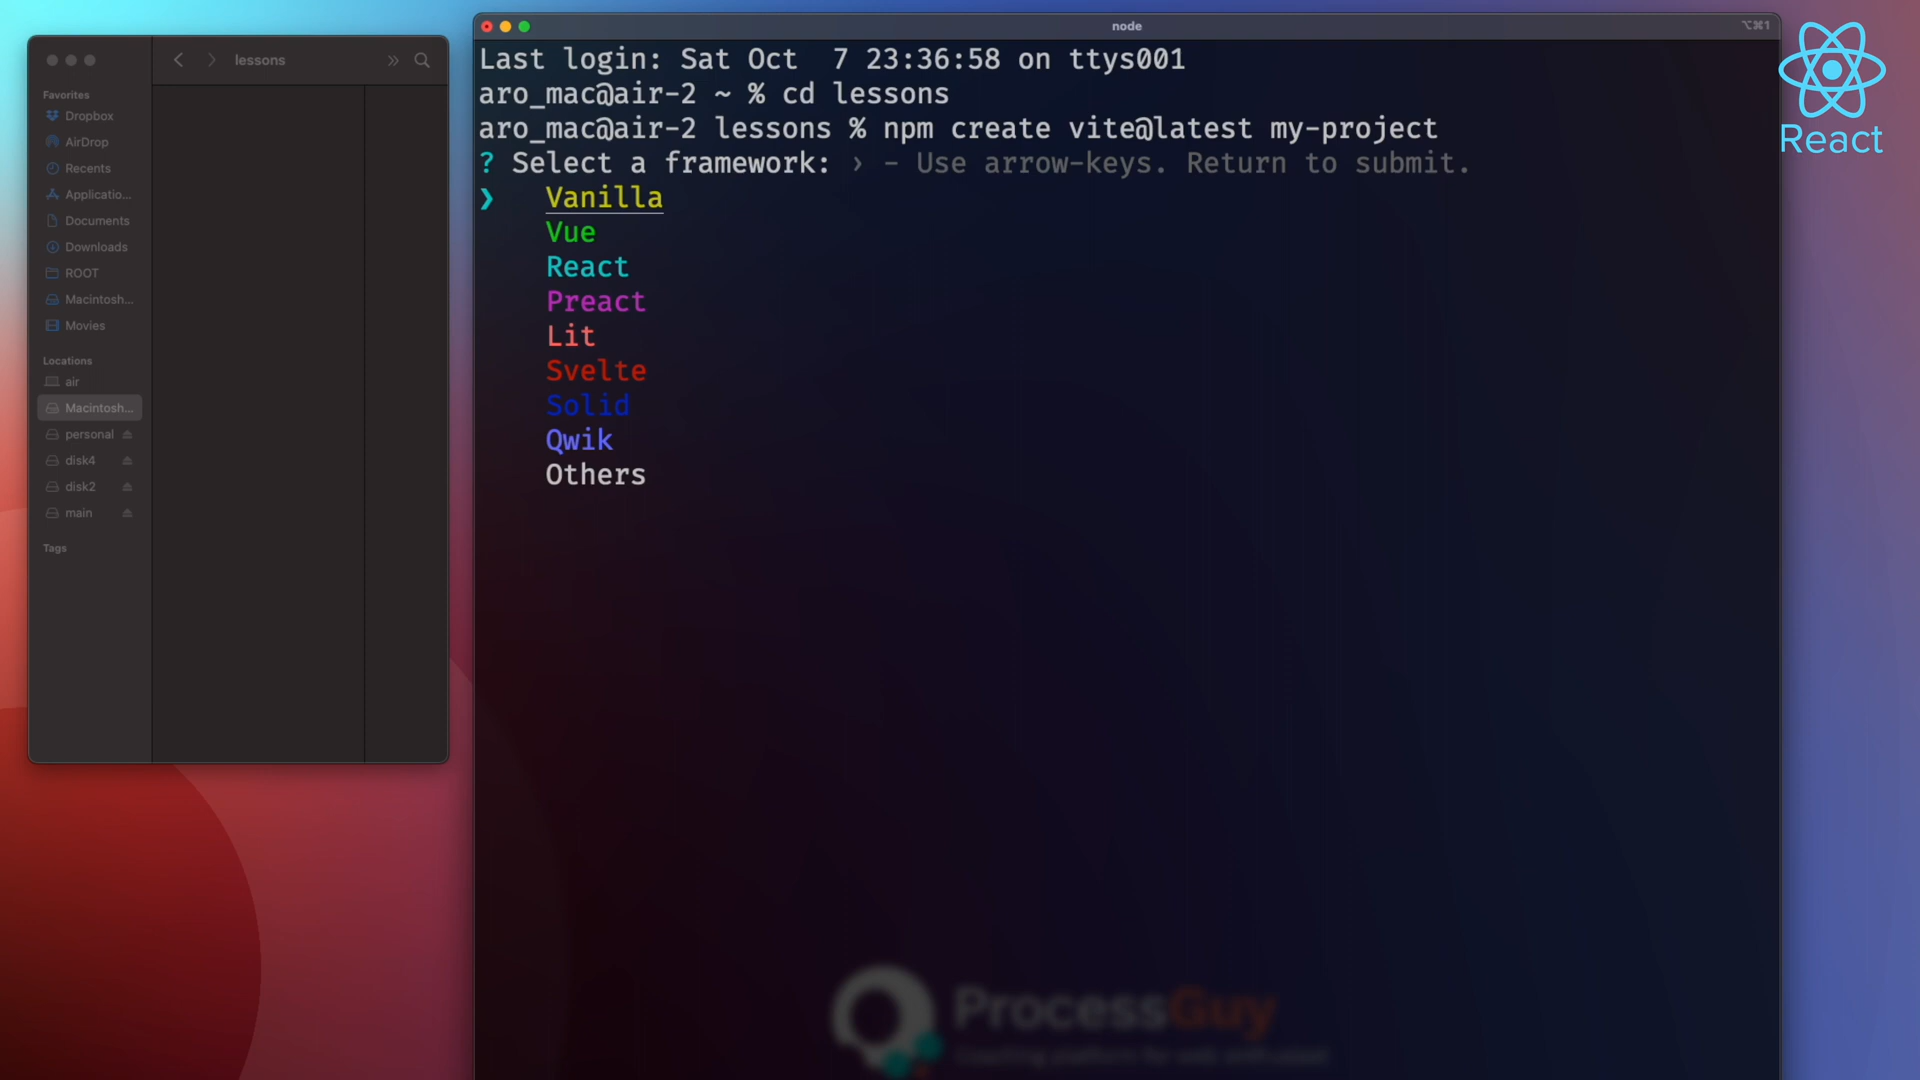 lessons
Favorites
Dropbox
AirDrop
Recents
Applicatio...
Documents
Downloads
ROOT
Macintosh...
Movies
Locations
air
Macintosh...
personal
disk4
disk2
main
Tags
node
⌥⌘1
Last login: Sat Oct  7 23:36:58 on ttys001
aro_mac@air-2 ~ % cd lessons
aro_mac@air-2 lessons % npm create vite@latest my-project
? Select a framework: › - Use arrow-keys. Return to submit.
❯   Vanilla
Vue
React
Preact
Lit
Svelte
Solid
Qwik
Others
React
ProcessGuy